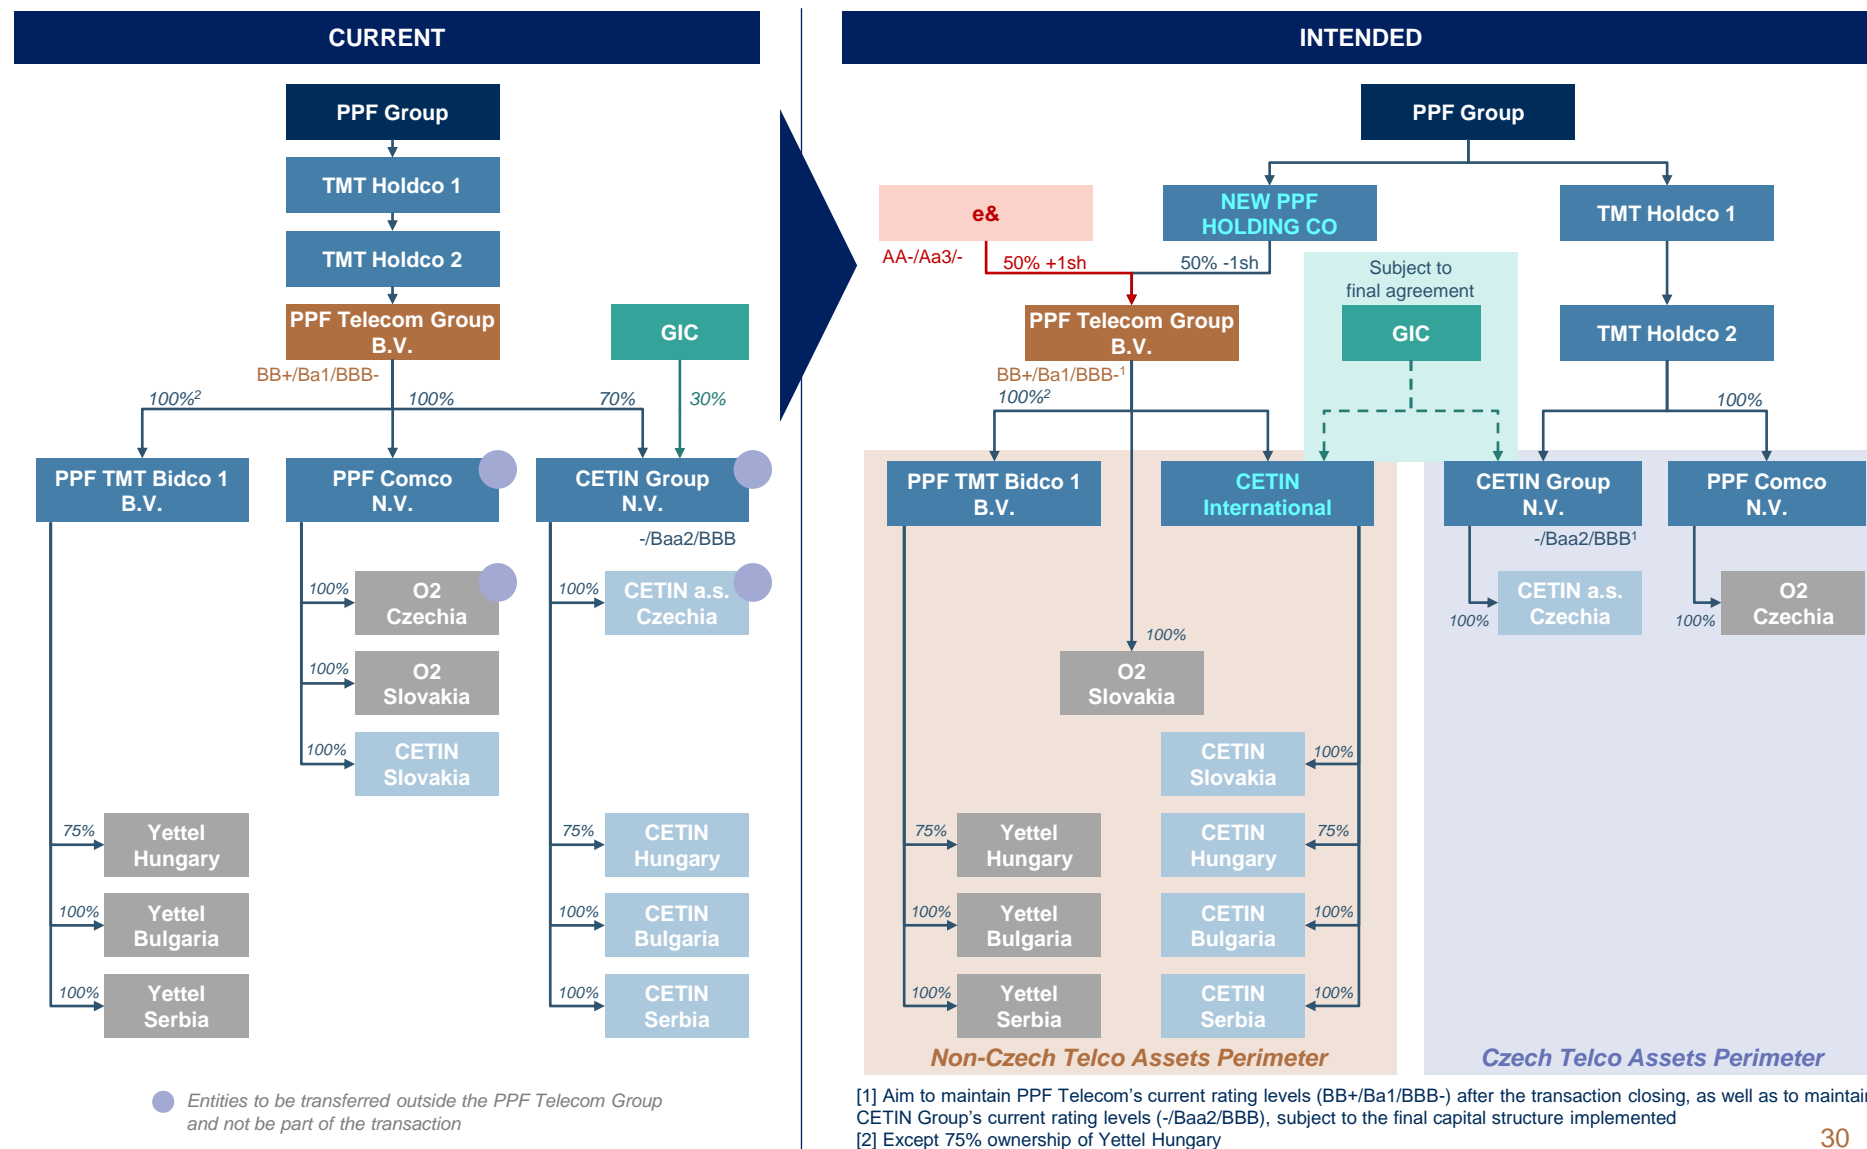 CURRENT
PPF Group
TMT Holdco 1
TMT Holdco 2
PPF Telecom Group
B.V.
GIC
BB+/Ba1/BBB-
100%²
100%
70%
30%
PPF TMT Bidco 1
B.V.
PPF Comco
N.V.
CETIN Group
N.V.
-/Baa2/BBB
100%
O2
Czechia
100%
CETIN a.s.
Czechia
100%
O2
Slovakia
100%
CETIN
Slovakia
75%
Yettel
Hungary
75%
CETIN
Hungary
100%
Yettel
Bulgaria
100%
CETIN
Bulgaria
100%
Yettel
Serbia
100%
CETIN
Serbia
Entities to be transferred outside the PPF Telecom Group
and not be part of the transaction
INTENDED
PPF Group
e&
NEW PPF
HOLDING CO
TMT Holdco 1
AA-/Aa3/-
50% +1sh
50% -1sh
Subject to
final agreement
PPF Telecom Group
B.V.
GIC
TMT Holdco 2
BB+/Ba1/BBB-¹
100%²
100%
PPF TMT Bidco 1
B.V.
CETIN
International
CETIN Group
N.V.
PPF Comco
N.V.
-/Baa2/BBB¹
100%
CETIN a.s.
Czechia
100%
O2
Czechia
100%
O2
Slovakia
CETIN
Slovakia
100%
75%
Yettel
Hungary
CETIN
Hungary
75%
100%
Yettel
Bulgaria
CETIN
Bulgaria
100%
100%
Yettel
Serbia
CETIN
Serbia
100%
Non-Czech Telco Assets Perimeter
Czech Telco Assets Perimeter
[1] Aim to maintain PPF Telecom's current rating levels (BB+/Ba1/BBB-) after the transaction closing, as well as to maintain
CETIN Group's current rating levels (-/Baa2/BBB), subject to the final capital structure implemented
[2] Except 75% ownership of Yettel Hungary
30